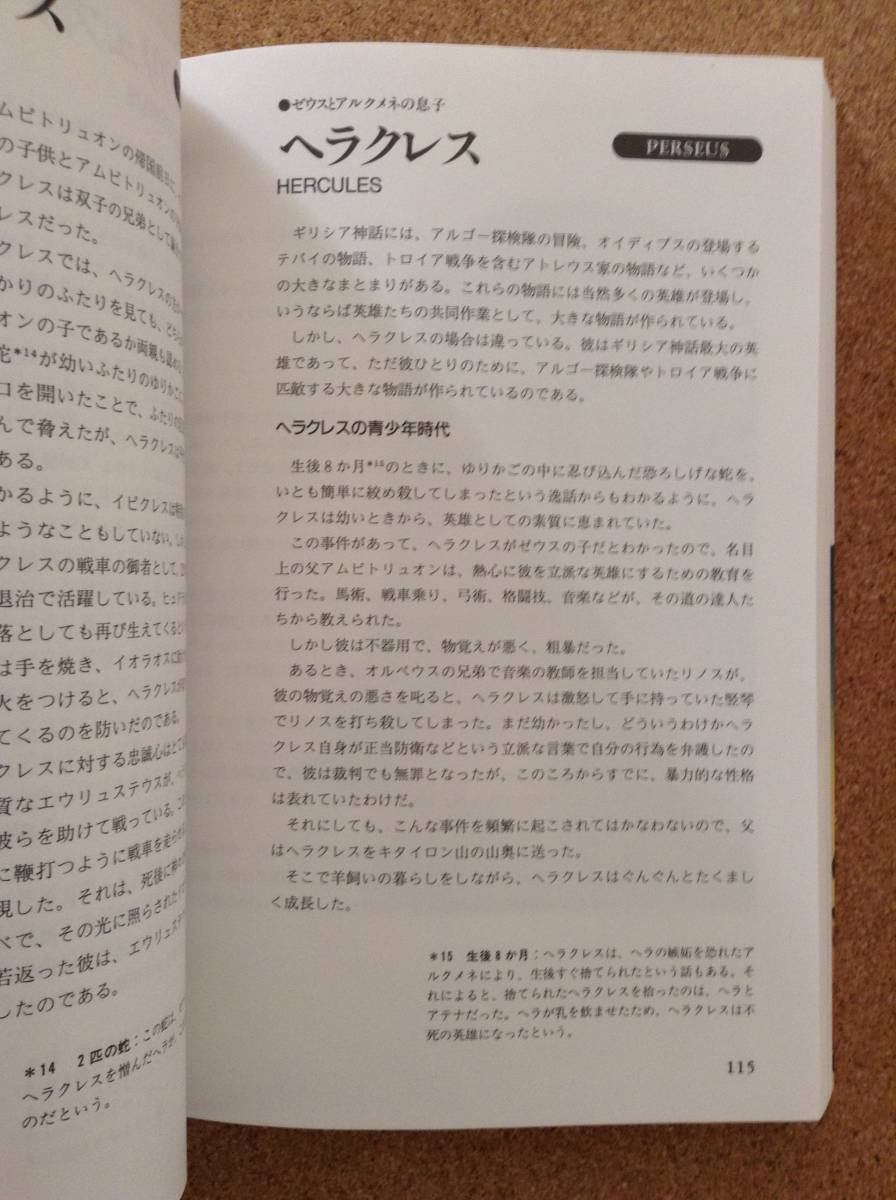 ス
ムピトリュオンの帰国
の子供とアムピトリュオンの
クレスは双子の兄弟として
レスだった。
クレスでは、ヘラクレスの
かりのふたりを見ても、ど
オンの子であるか両親も
蛇*14が幼いふたりのゆりか
口を開いたことで、ふたりの
んで脅えたが、ヘラクレスは
ある。
かるように、イピクレスは
ようなこともしていない。
クレスの戦車の御者として、
退治で活躍している。ヒュ
落としても再び生えてくると
は手を焼き、イオラオスに
火をつけると、ヘラクレスが
てくるのを防いだのである。
クレスに対する忠誠心はと
質なエウリュステウスが、
彼らを助けて戦っている。
に鞭打つように戦車を走ら
現した。それは、死後に神
べで、その光に照らされた
若返った彼は、エウリュステ
したのである。
*14 2匹の蛇：この蛇は、
ヘラクレスを憎んだヘラが、
のだという。
●ゼウスとアルクメネの息子
ヘラクレス
PERSEUS
HERCULES
ギリシア神話には、アルゴー探検隊の冒険、オイディプスの登場する
テバイの物語、トロイア戦争を含むアトレウス家の物語など、いくつか
の大きなまとまりがある。これらの物語には当然多くの英雄が登場し、
いうならば英雄たちの共同作業として、大きな物語が作られている。
しかし、ヘラクレスの場合は違っている。彼はギリシア神話最大の英
雄であって、ただ彼ひとりのために、アルゴー探検隊やトロイア戦争に
匹敵する大きな物語が作られているのである。
ヘラクレスの青少年時代
生後8か月*15のときに、ゆりかごの中に忍び込んだ恐ろしげな蛇を、
いとも簡単に絞め殺してしまったという逸話からもわかるように、ヘラ
クレスは幼いときから、英雄としての素質に恵まれていた。
この事件があって、ヘラクレスがゼウスの子だとわかったので、名目
上の父アムピトリュオンは、熱心に彼を立派な英雄にするための教育を
行った。馬術、戦車乗り、弓術、格闘技、音楽などが、その道の達人た
ちから教えられた。
しかし彼は不器用で、物覚えが悪く、粗暴だった。
あるとき、オルペウスの兄弟で音楽の教師を担当していたリノスが、
彼の物覚えの悪さを叱ると、ヘラクレスは激怒して手に持っていた竪琴
でリノスを打ち殺してしまった。まだ幼かったし、どういうわけかヘラ
クレス自身が正当防衛などという立派な言葉で自分の行為を弁護したの
で、彼は裁判でも無罪となったが、このころからすでに、暴力的な性格
は表れていたわけだ。
それにしても、こんな事件を頻繁に起こされてはかなわないので、父
はヘラクレスをキタイロン山の山奥に送った。
そこで羊飼いの暮らしをしながら、ヘラクレスはぐんぐんとたくまし
く成長した。
*15 生後8か月：ヘラクレスは、ヘラの嫉妬を恐れたア
ルクメネにより、生後すぐ捨てられたという話もある。そ
れによると、捨てられたヘラクレスを拾ったのは、ヘラと
アテナだった。ヘラが乳を飲ませたため、ヘラクレスは不
死の英雄になったという。
115